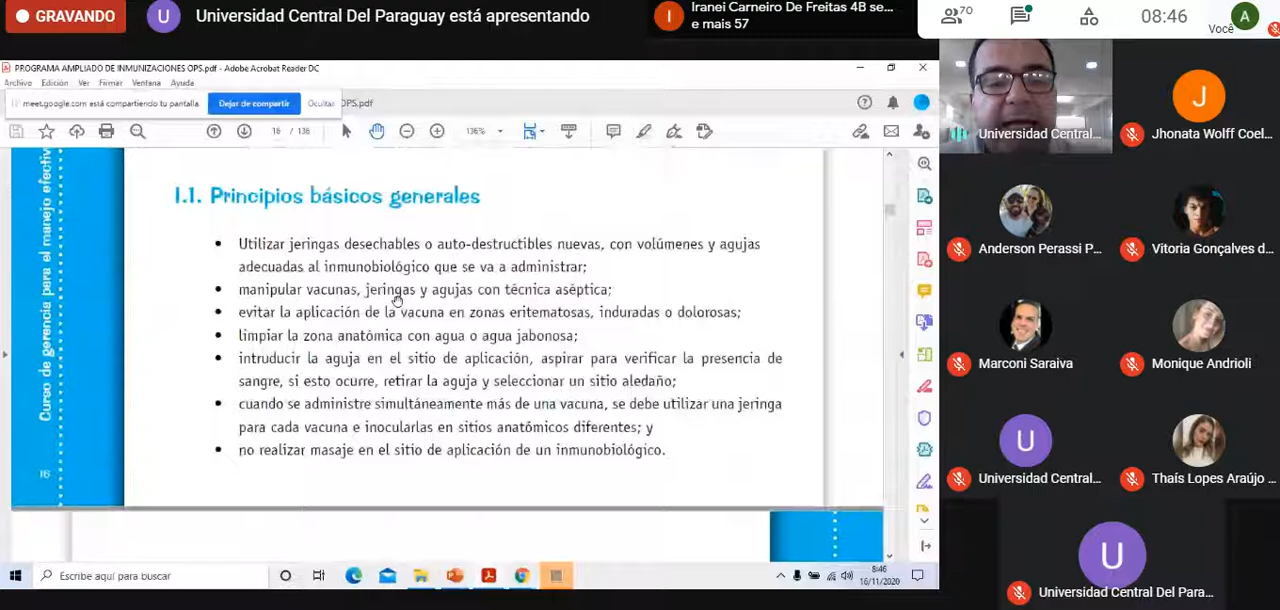 GRAVANDO
U
Universidad Central Del Paraguay está apresentando
I
Iranei Carneiro De Freitas 4B se...
e mais 57
70
08:46
Você
A
PROGRAMA AMPLIADO DE INMUNIZACIONES OPS.pdf - Adobe Acrobat Reader DC
Archivo Edición Ver Firmar Ventana Ayuda
meet.google.com está compartiendo tu pantalla.
Dejar de compartir
Ocultar
OPS.pdf
16 / 136
136%
Curso de gerencia para el manejo efectiv
1.1. Principios básicos generales
• Utilizar jeringas desechables o auto-destructibles nuevas, con volúmenes y agujas
adecuadas al inmunobiológico que se va a administrar;
• manipular vacunas, jeringas y agujas con técnica aséptica;
• evitar la aplicación de la vacuna en zonas eritematosas, induradas o dolorosas;
• limpiar la zona anatómica con agua o agua jabonosa;
• intruducir la aguja en el sitio de aplicación, aspirar para verificar la presencia de
sangre, si esto ocurre, retirar la aguja y seleccionar un sitio aledaño;
• cuando se administre simultáneamente más de una vacuna, se debe utilizar una jeringa
para cada vacuna e inocularlas en sitios anatómicos diferentes; y
• no realizar masaje en el sitio de aplicación de un inmunobiológico.
16
Escribe aquí para buscar
8:46
16/11/2020
Universidad Central...
J
Jhonata Wolff Coel...
Anderson Perassi P...
Vitoria Gonçalves d...
Marconi Saraiva
Monique Andrioli
U
Universidad Central...
Thaís Lopes Araújo ...
U
Universidad Central Del Para...